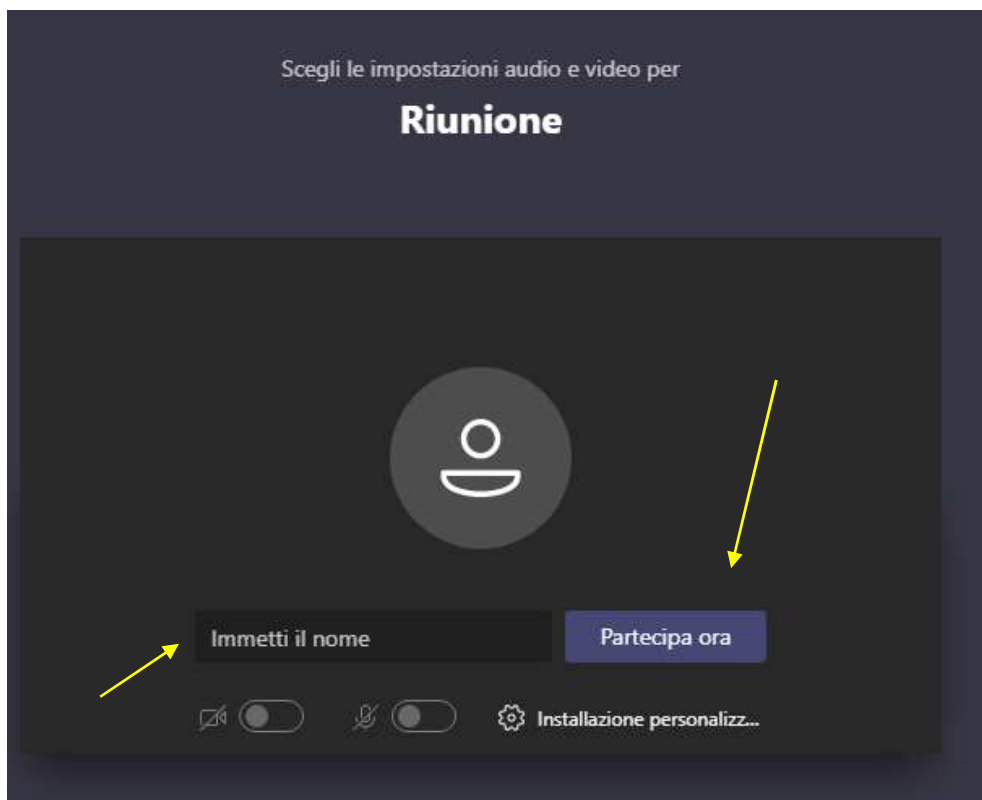 Scegli le impostazioni audio e video per
Riunione
Immetti il nome
Partecipa ora
Installazione personalizz...